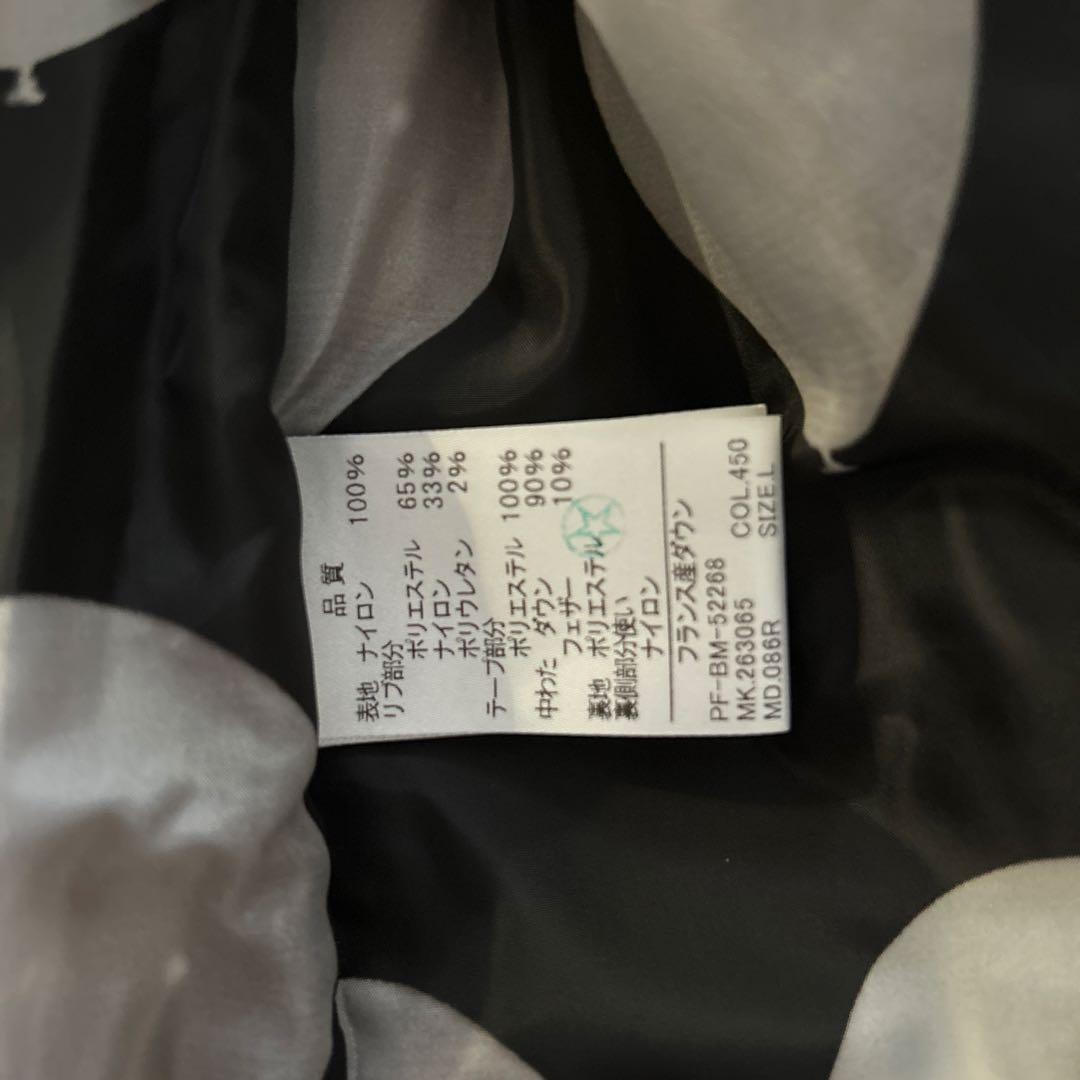 品質
表地 ナイロン 100%
リブ部分
ポリエステル 65%
ナイロン 33%
ポリウレタン 2%
テープ部分
ポリエステル 100%
中わた ダウン 90%
フェザー 10%
裏地 ポリエステル
裏側部分使い
ナイロン
フランス産ダウン
PF-BM-52268
MK.263065 COL.450
MD.086R SIZE.L